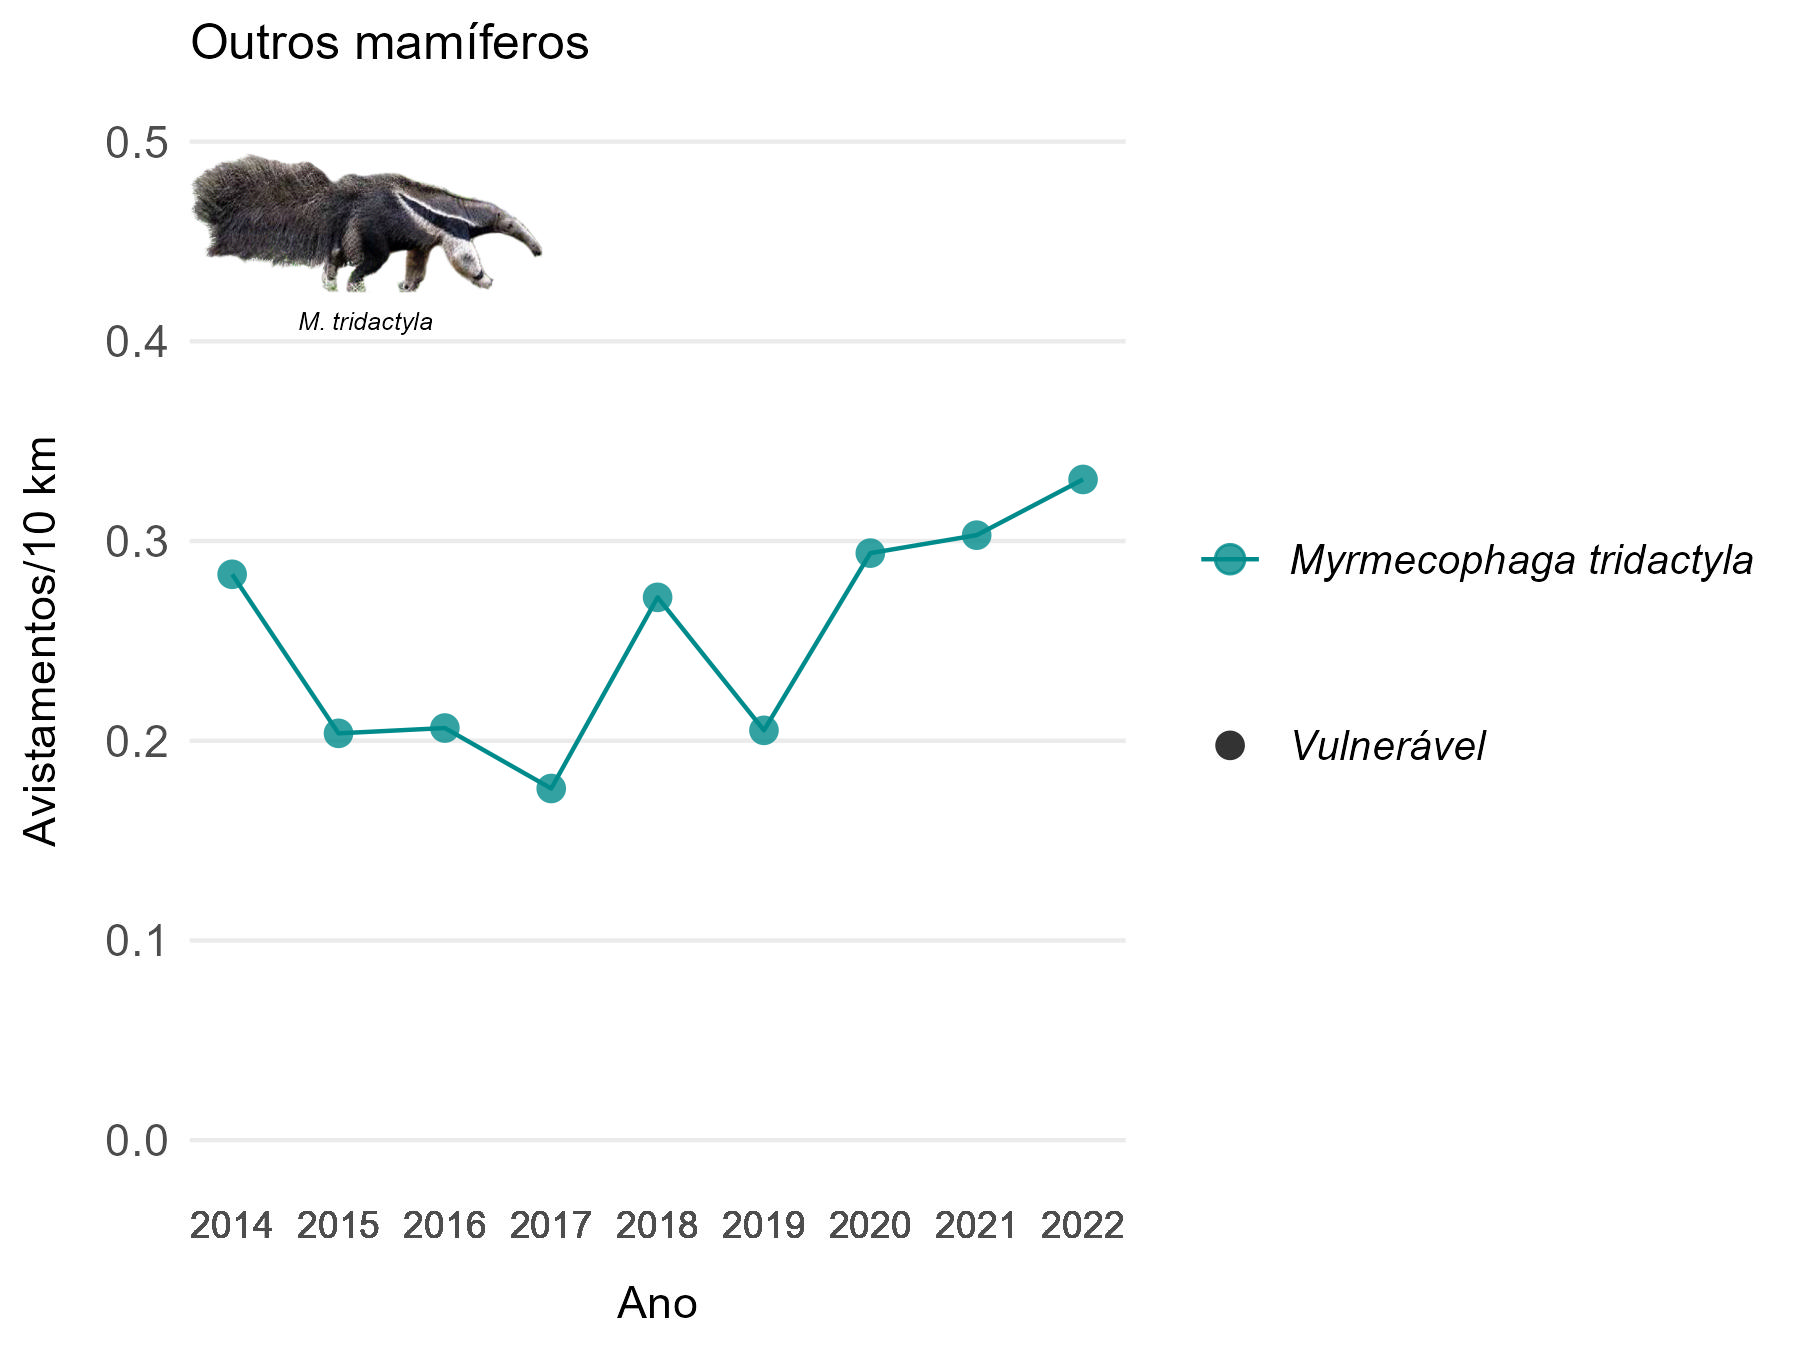 Outros mamíferos
0.5
M. tridactyla
0.4
0.3
0.2
0.1
0.0
Avistamentos/10 km
2014 2015 2016 2017 2018 2019 2020 2021 2022
Ano
Myrmecophaga tridactyla
Vulnerável